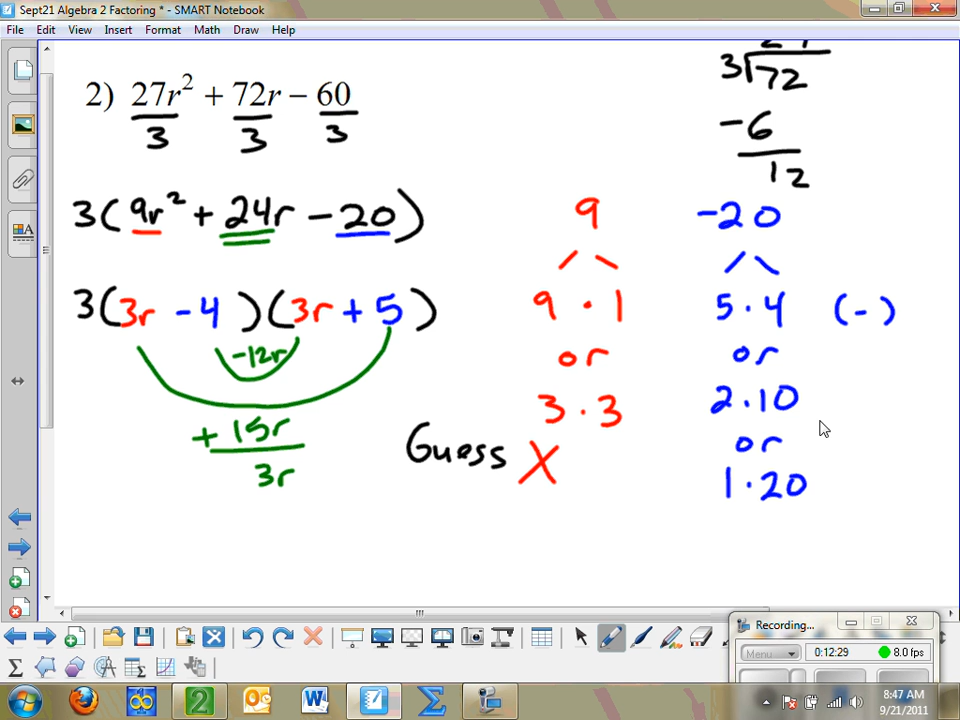 Sept21 Algebra 2 Factoring * - SMART Notebook
File Edit View Insert Format Math Draw Help
2) 27r² + 72r − 60
3 3 3
3√72
-6
12
3(9r² + 24r - 20)
9 -20
3(3r - 4)(3r + 5)
9 · 1 5 · 4 (-)
-12r
or or
3 · 3 2 · 10
+ 15r
3r
Guess X
or
1 · 20
Recording...
Menu 0:12:29 8.0 fps
8:47 AM
9/21/2011